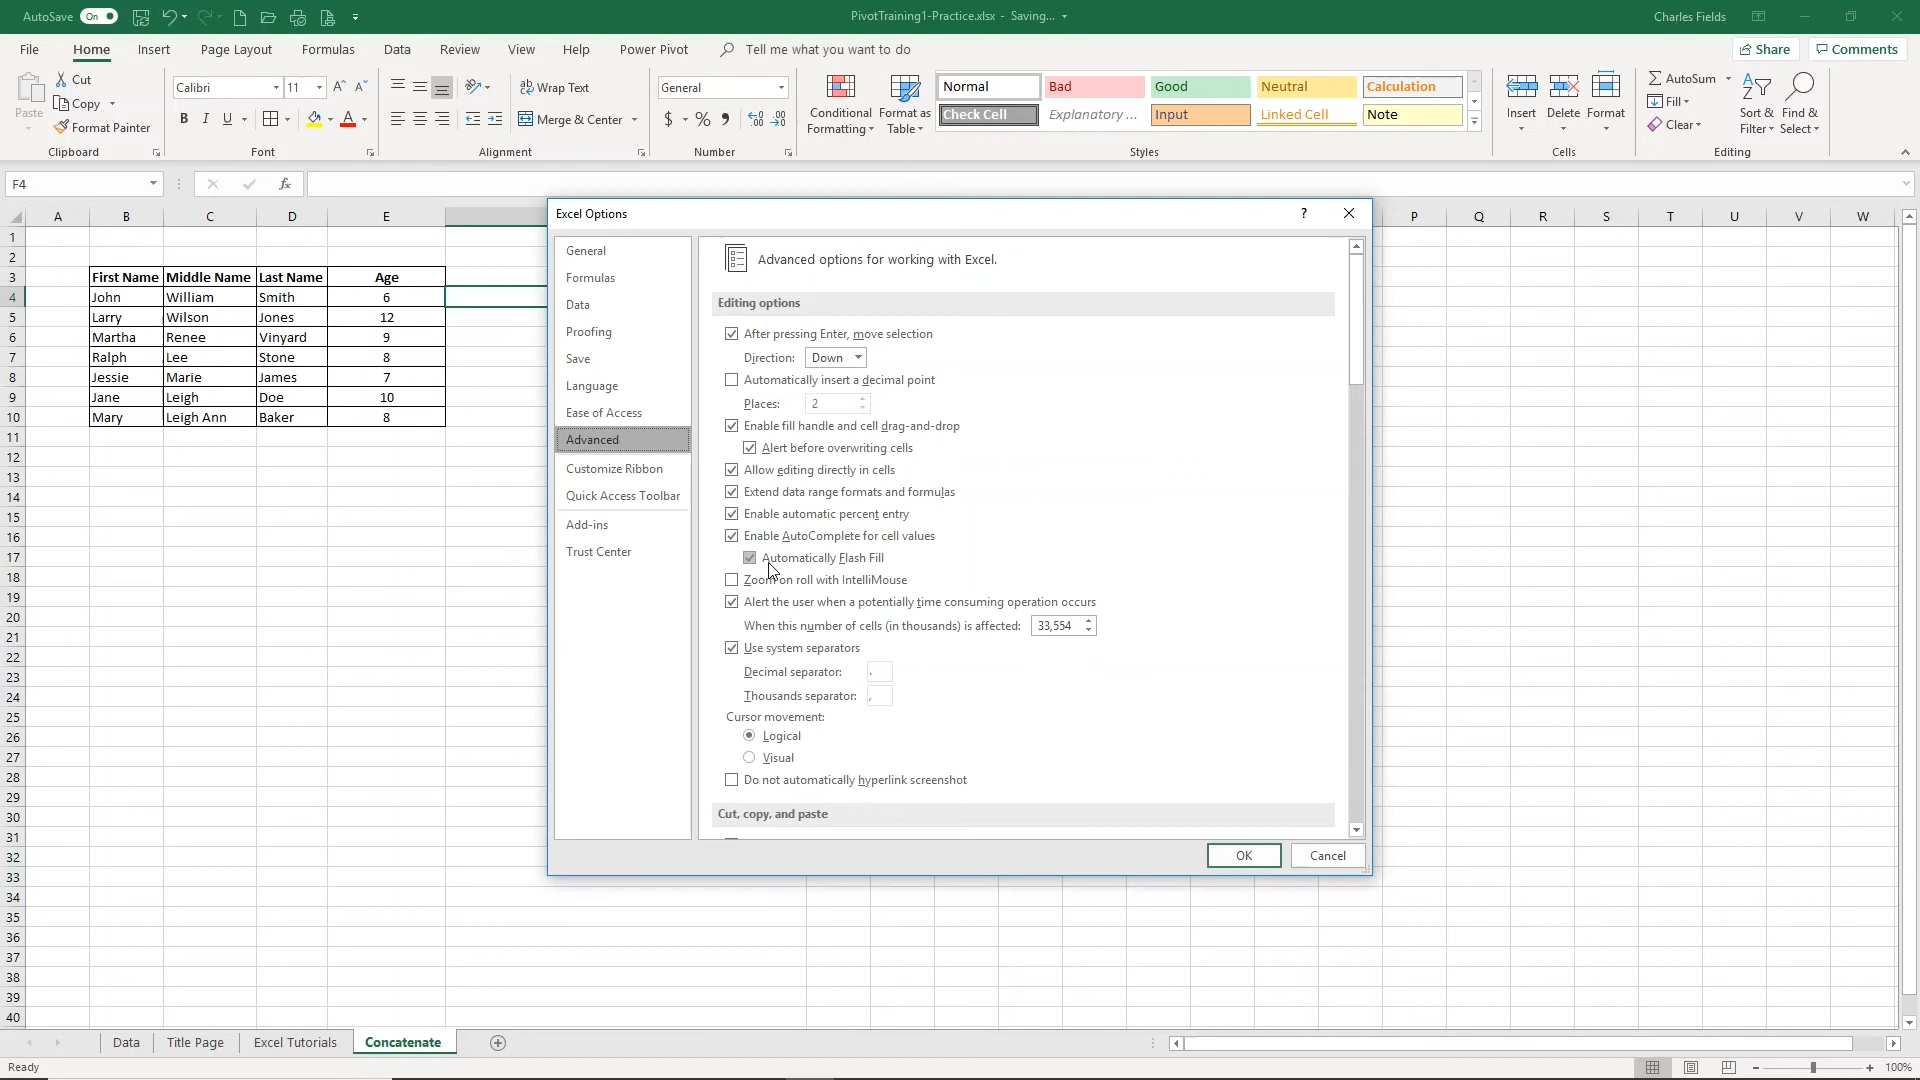 AutoSave On PivotTraining1-Practice.xlsx - Saving... Charles Fields
File Home Insert Page Layout Formulas Data Review View Help Power Pivot Tell me what you want to do Share Comments
Paste Cut Copy Format Painter Clipboard
Calibri 11 B I U A A A Font
Wrap Text Merge & Center Alignment
General $ % Number
Conditional Formatting Format as Table
Normal Bad Good Neutral Calculation
Check Cell Explanatory ... Input Linked Cell Note
Styles
Insert Delete Format Cells
AutoSum Fill Clear Sort & Filter Find & Select Editing
F4 fx
A B C D E P Q R S T U V W
1
2
3 First Name Middle Name Last Name Age
4 John William Smith 6
5 Larry Wilson Jones 12
6 Martha Renee Vinyard 9
7 Ralph Lee Stone 8
8 Jessie Marie James 7
9 Jane Leigh Doe 10
10 Mary Leigh Ann Baker 8
11
12
13
14
15
16
17
18
19
20
21
22
23
24
25
26
27
28
29
30
31
32
33
34
35
36
37
38
39
40
Excel Options ?
General
Formulas
Data
Proofing
Save
Language
Ease of Access
Advanced
Customize Ribbon
Quick Access Toolbar
Add-ins
Trust Center
Advanced options for working with Excel.
Editing options
After pressing Enter, move selection
Direction: Down
Automatically insert a decimal point
Places: 2
Enable fill handle and cell drag-and-drop
Alert before overwriting cells
Allow editing directly in cells
Extend data range formats and formulas
Enable automatic percent entry
Enable AutoComplete for cell values
Automatically Flash Fill
Zoom on roll with IntelliMouse
Alert the user when a potentially time consuming operation occurs
When this number of cells (in thousands) is affected: 33,554
Use system separators
Decimal separator: .
Thousands separator: ,
Cursor movement:
Logical
Visual
Do not automatically hyperlink screenshot
Cut, copy, and paste
OK Cancel
Data Title Page Excel Tutorials Concatenate
Ready 100%